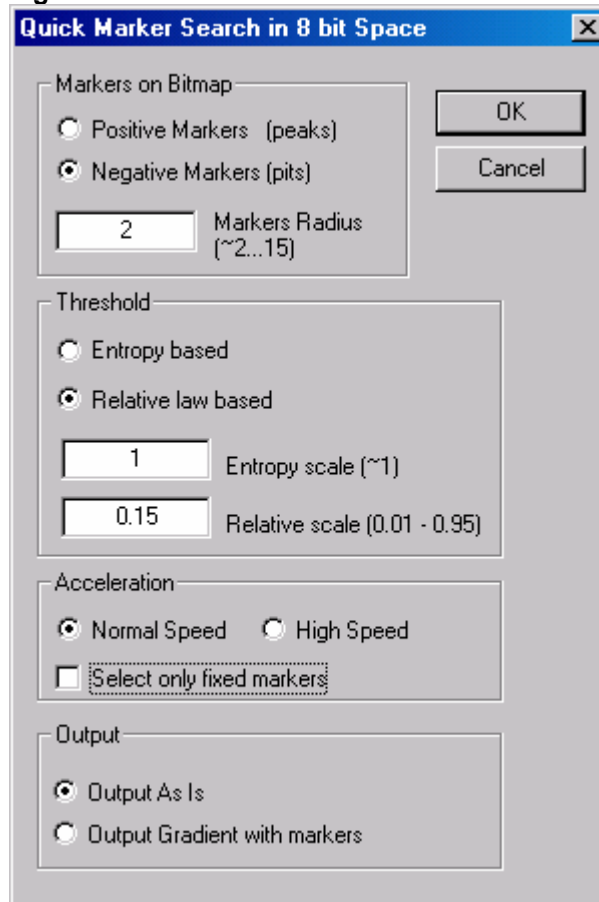 Quick Marker Search in 8 bit Space
Markers on Bitmap
Positive Markers (peaks)
Negative Markers (pits)
2
Markers Radius
(~2...15)
OK
Cancel
Threshold
Entropy based
Relative law based
1
Entropy scale (~1)
0.15
Relative scale (0.01 - 0.95)
Acceleration
Normal Speed
High Speed
Select only fixed markers
Output
Output As Is
Output Gradient with markers